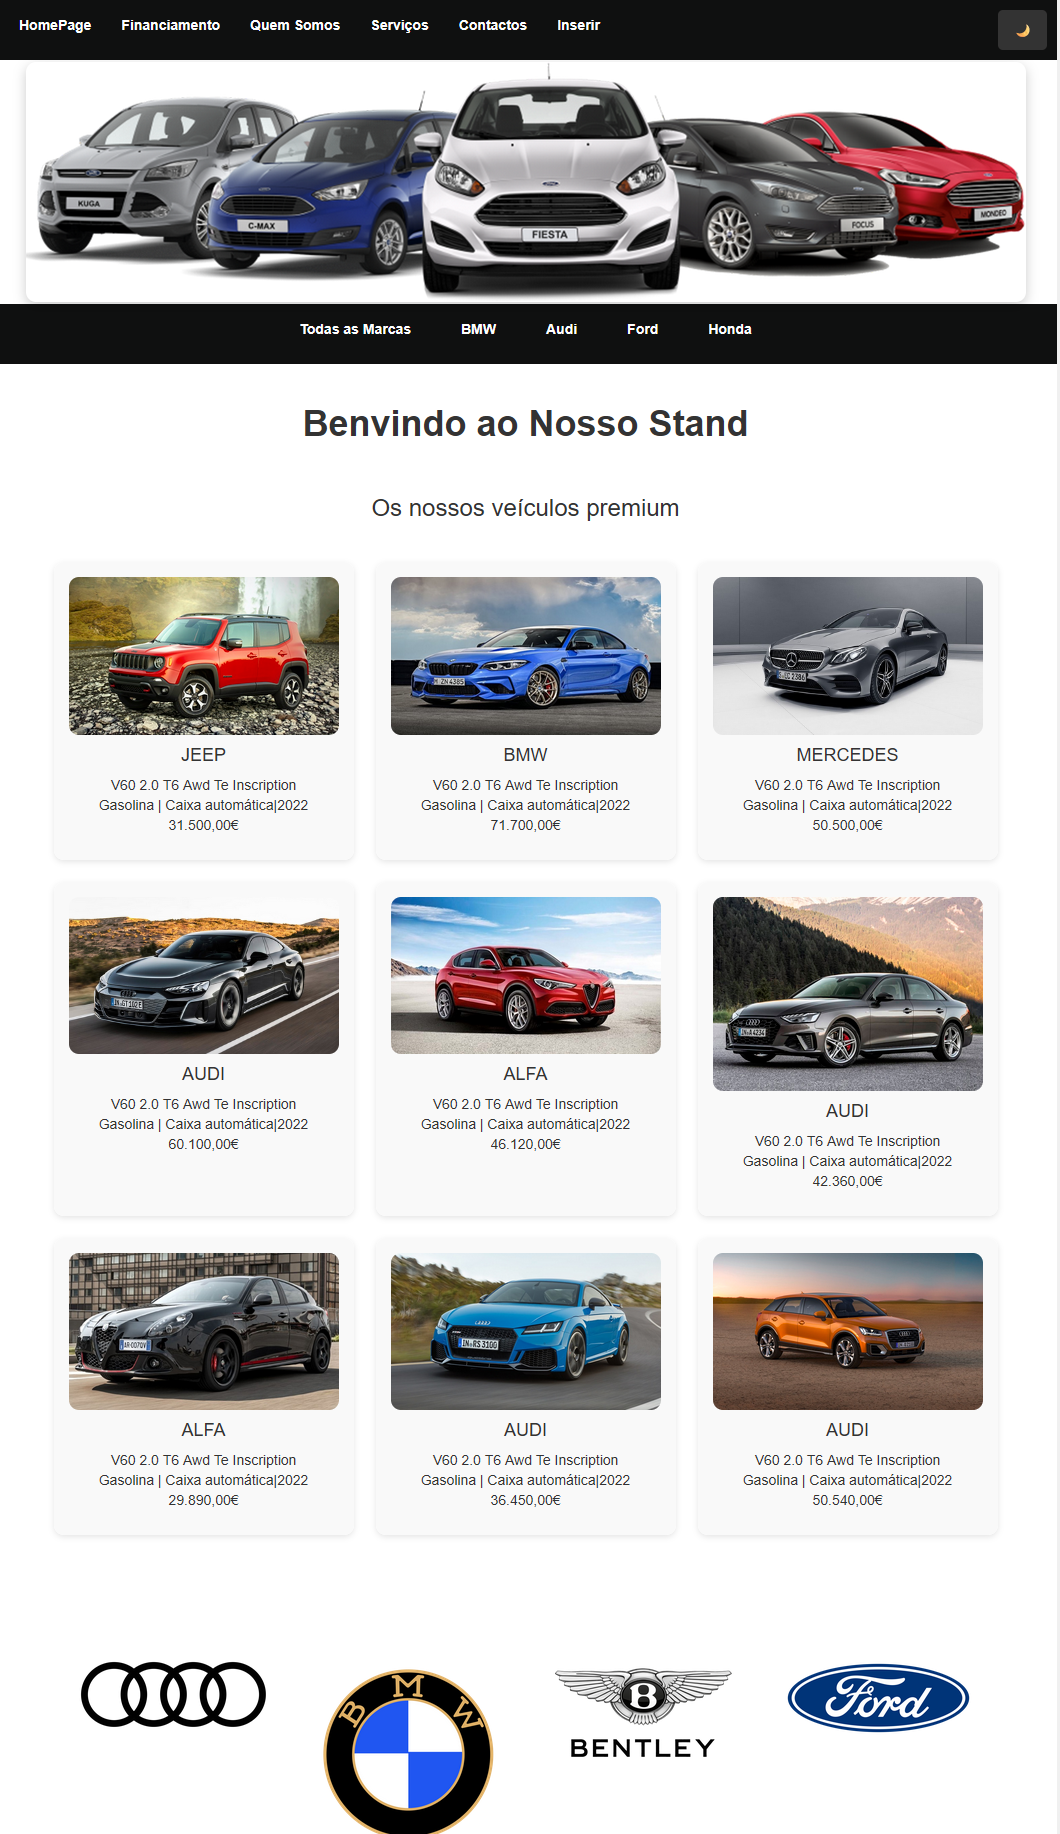 HomePage Financiamento Quem Somos Serviços Contactos Inserir
KUGA
C-MAX
FIESTA
FOCUS
MONDEO
Todas as Marcas BMW Audi Ford Honda
Benvindo ao Nosso Stand
Os nossos veículos premium
JEEP
V60 2.0 T6 Awd Te Inscription
Gasolina | Caixa automática|2022
31.500,00€
M ZN 4385
BMW
V60 2.0 T6 Awd Te Inscription
Gasolina | Caixa automática|2022
71.700,00€
MERCEDES
V60 2.0 T6 Awd Te Inscription
Gasolina | Caixa automática|2022
50.500,00€
AUDI
V60 2.0 T6 Awd Te Inscription
Gasolina | Caixa automática|2022
60.100,00€
ALFA
V60 2.0 T6 Awd Te Inscription
Gasolina | Caixa automática|2022
46.120,00€
IN A 4234
AUDI
V60 2.0 T6 Awd Te Inscription
Gasolina | Caixa automática|2022
42.360,00€
ALFA
V60 2.0 T6 Awd Te Inscription
Gasolina | Caixa automática|2022
29.890,00€
IN RS 3100
AUDI
V60 2.0 T6 Awd Te Inscription
Gasolina | Caixa automática|2022
36.450,00€
AUDI
V60 2.0 T6 Awd Te Inscription
Gasolina | Caixa automática|2022
50.540,00€
BMW
B
BENTLEY
Ford